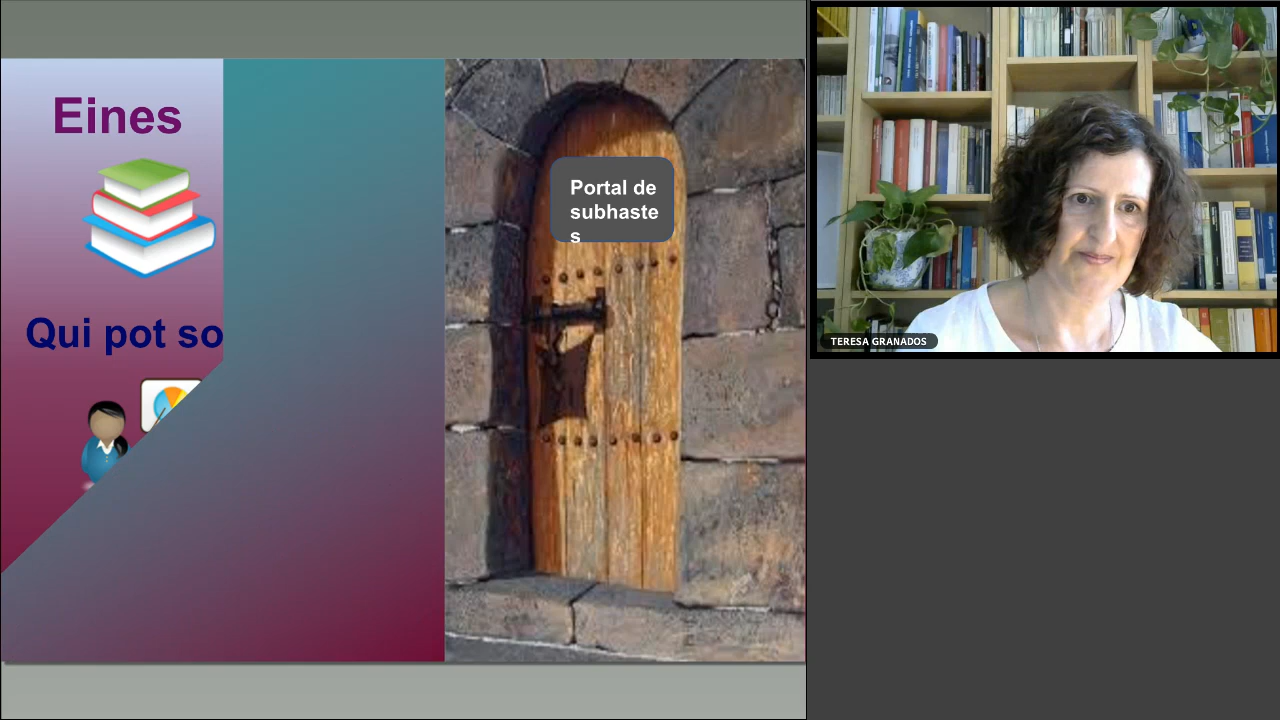 Eines
Qui pot so
Portal de
subhaste
s
TERESA GRANADOS